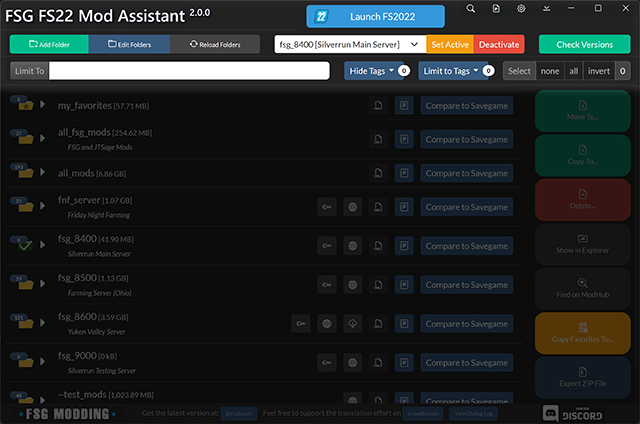 FSG FS22 Mod Assistant 2.0.0
22 Launch FS2022
Add Folder Edit Folders Reload Folders fsg_8400 [Silverrun Main Server] Set Active Deactivate Check Versions
Limit To Hide Tags 0 Limit to Tags 0 Select none all invert 0
my_favorites [57.71 MB] Compare to Savegame Move To...
all_fsg_mods [254.62 MB] Compare to Savegame
FSG and JTSage Mods
Copy To...
all_mods [6.86 GB] Compare to Savegame
fnf_server [1.07 GB] Compare to Savegame Delete...
Friday Night Farming
fsg_8400 [41.90 MB] Compare to Savegame Show in Explorer
Silverrun Main Server
fsg_8500 [1.13 GB] Compare to Savegame Find on ModHub
Farming Server (Ohio)
fsg_8600 [3.59 GB] Compare to Savegame Copy Favorites To...
Yukon Valley Server
fsg_9000 [0 kB] Compare to Savegame
Silverrun Testing Server
Export ZIP File
~test_mods [1,023.89 MB] Compare to Savegame
FSG MODDING Get the latest version at: github.com Feel free to support the translation effort on crowdin.com View Debug Log DISCORD